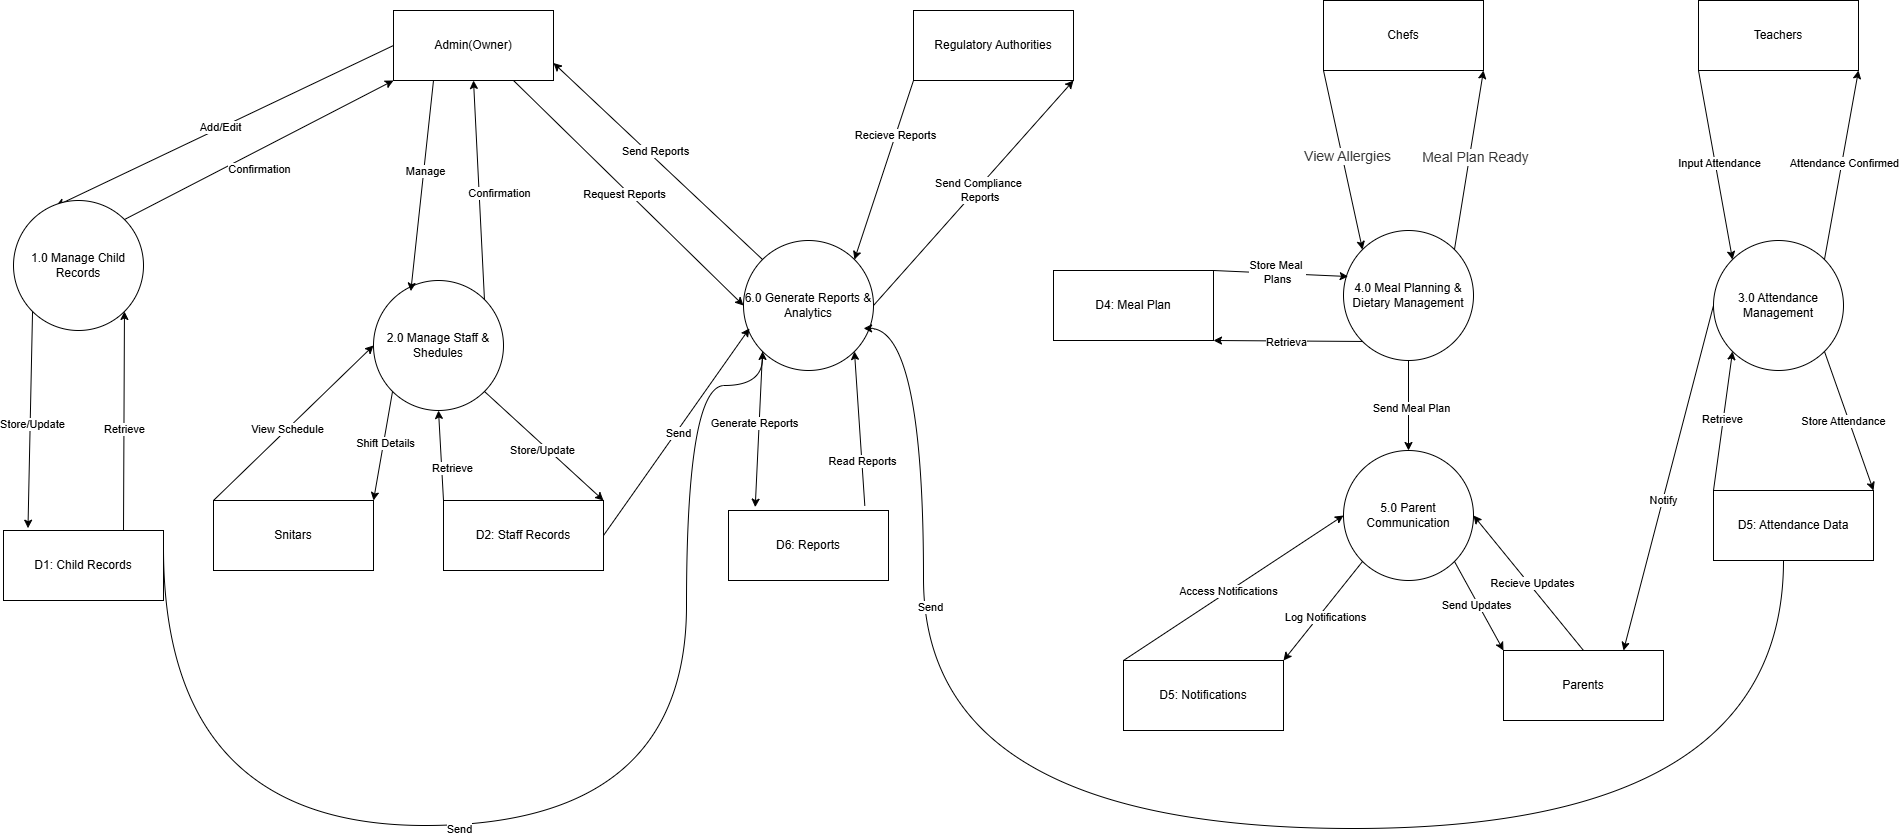 Admin(Owner)
Regulatory Authorities
Chefs
Teachers
Add/Edit
Confirmation
Manage
Confirmation
Send Reports
Request Reports
Recieve Reports
Send Compliance
Reports
View Allergies
Meal Plan Ready
Input Attendance
Attendance Confirmed
1.0 Manage Child
Records
2.0 Manage Staff &
Shedules
6.0 Generate Reports &
Analytics
D4: Meal Plan
Store Meal
Plans
Retrieva
4.0 Meal Planning &
Dietary Management
3.0 Attendance
Management
Store/Update
Retrieve
View Schedule
Shift Details
Retrieve
Store/Update
Send
Generate Reports
Read Reports
Send Meal Plan
Retrieve
Store Attendance
Notify
D1: Child Records
Snitars
D2: Staff Records
D6: Reports
5.0 Parent
Communication
D5: Attendance Data
Access Notifications
Log Notifications
Send Updates
Recieve Updates
Send
D5: Notifications
Parents
Send